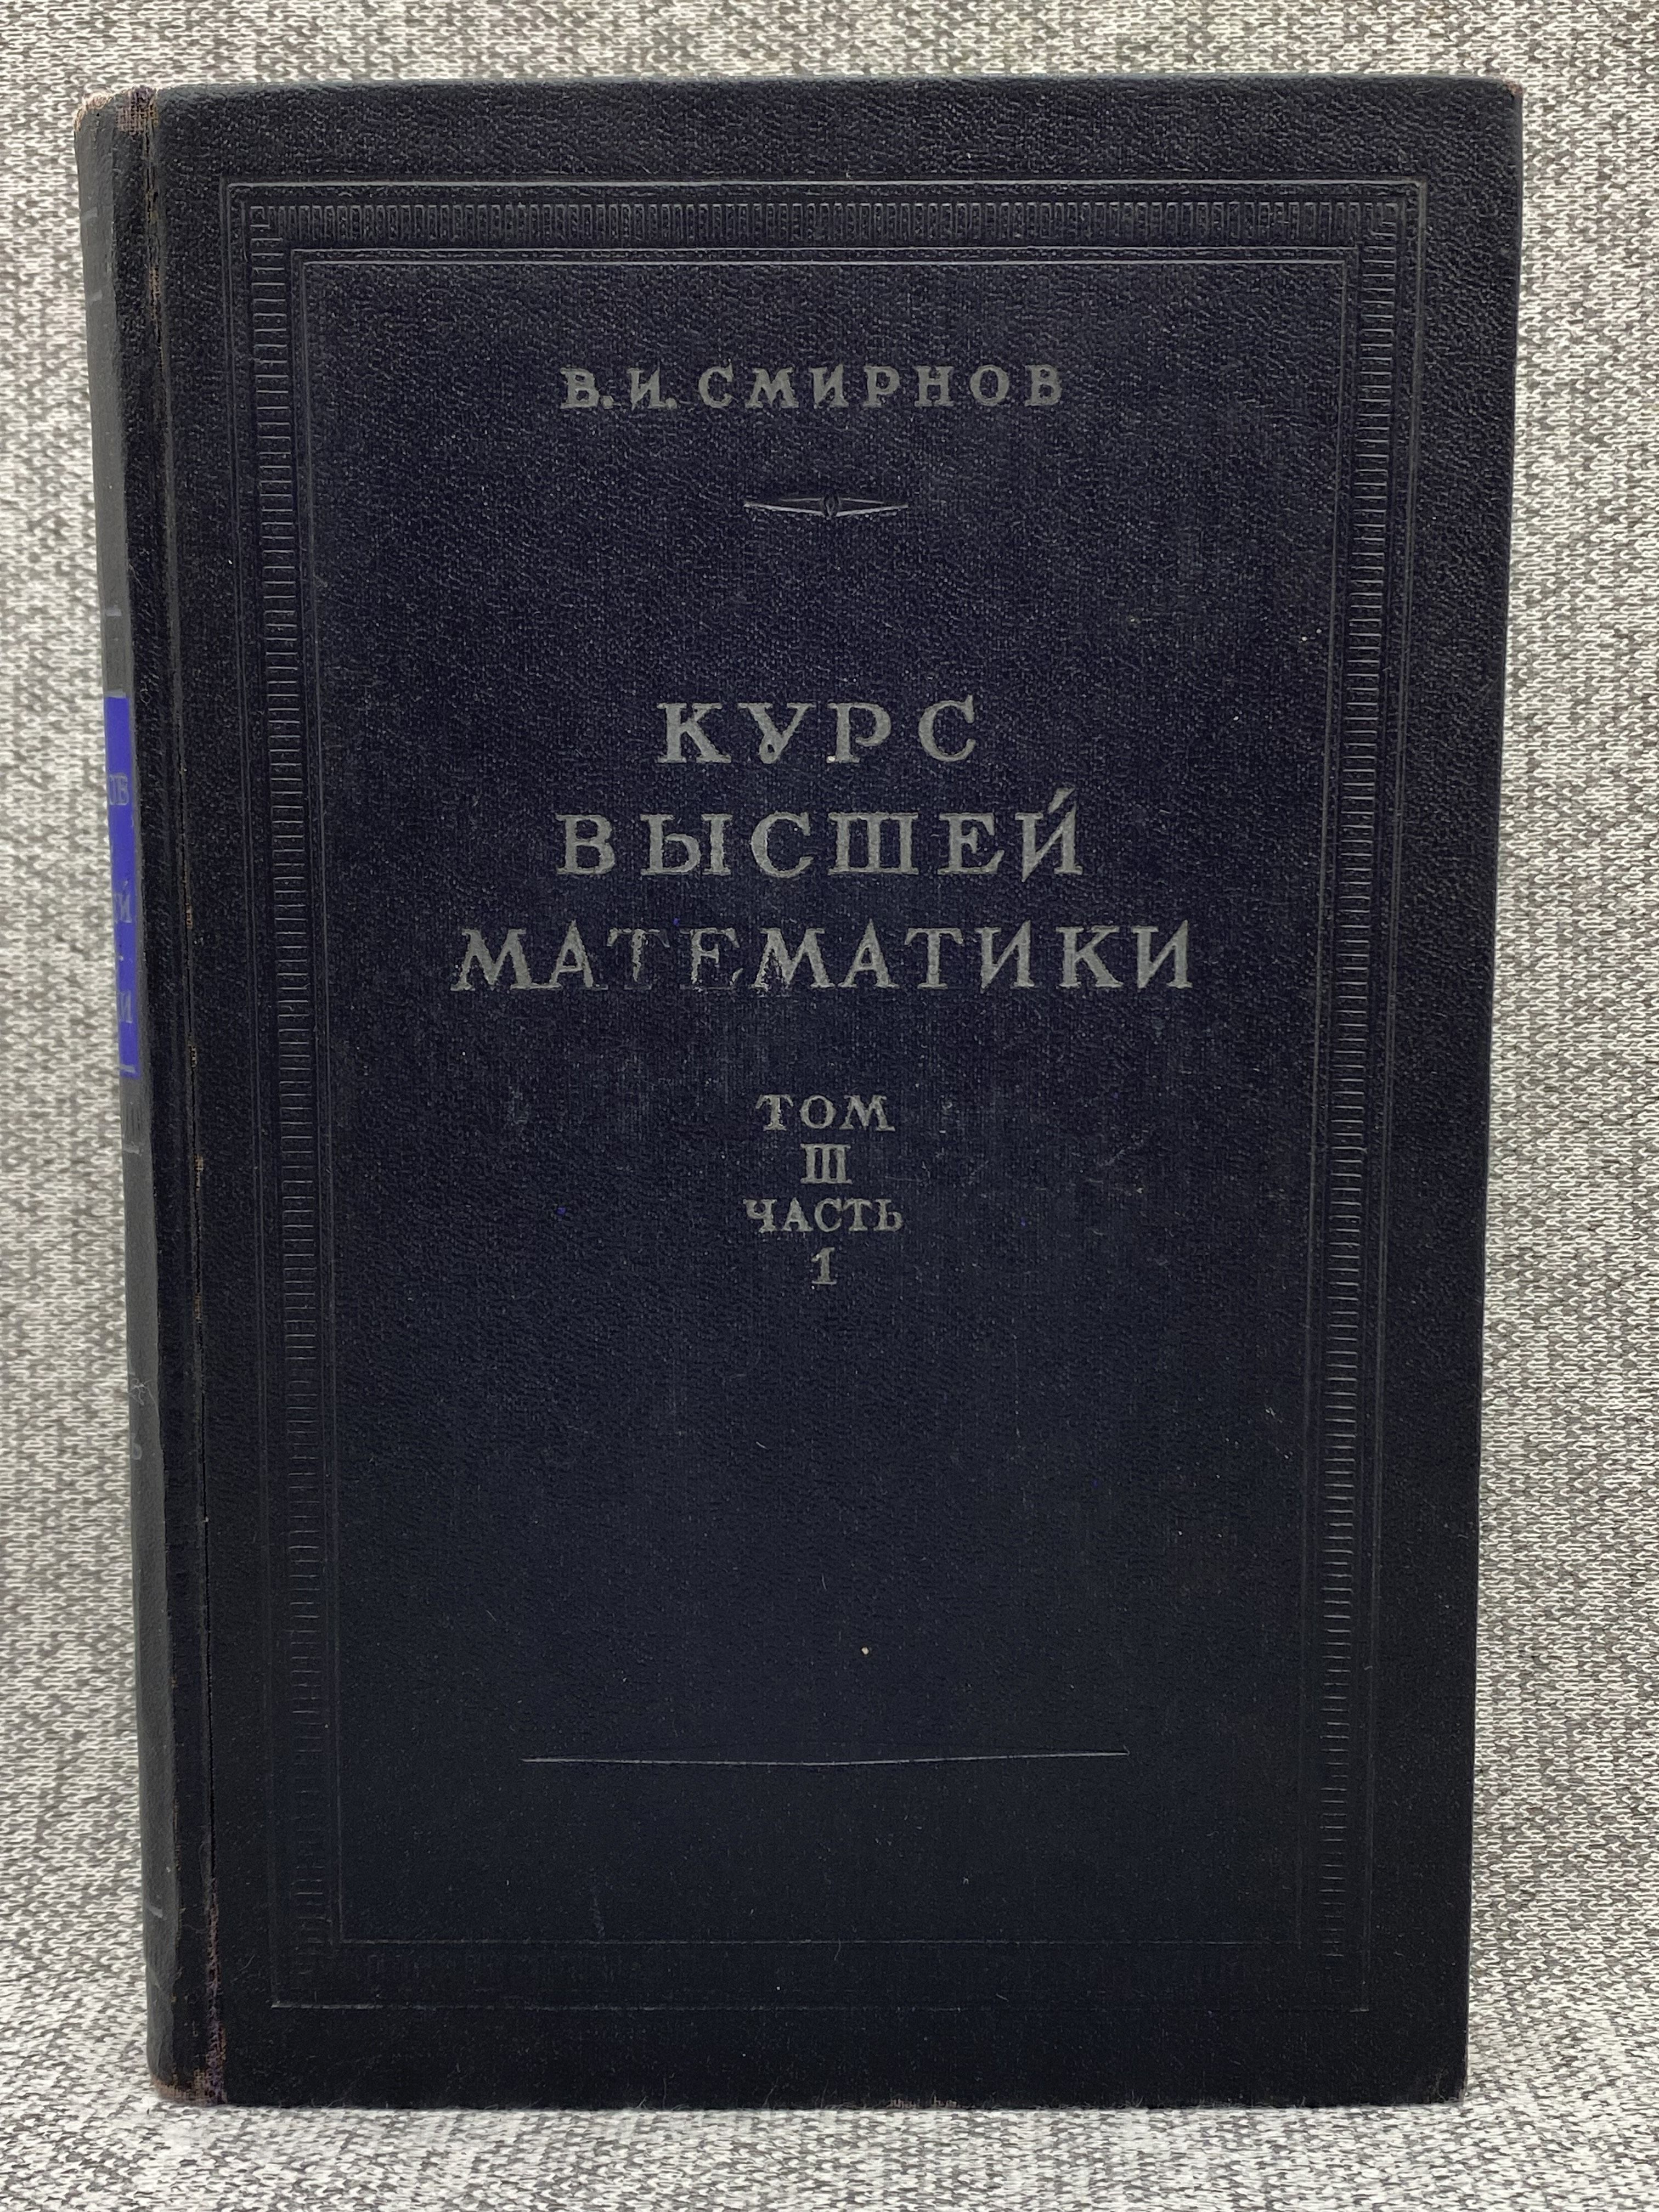 В. И. СМИРНОВ
КУРС
ВЫСШЕЙ
МАТЕМАТИКИ
ТОМ
III
ЧАСТЬ
1